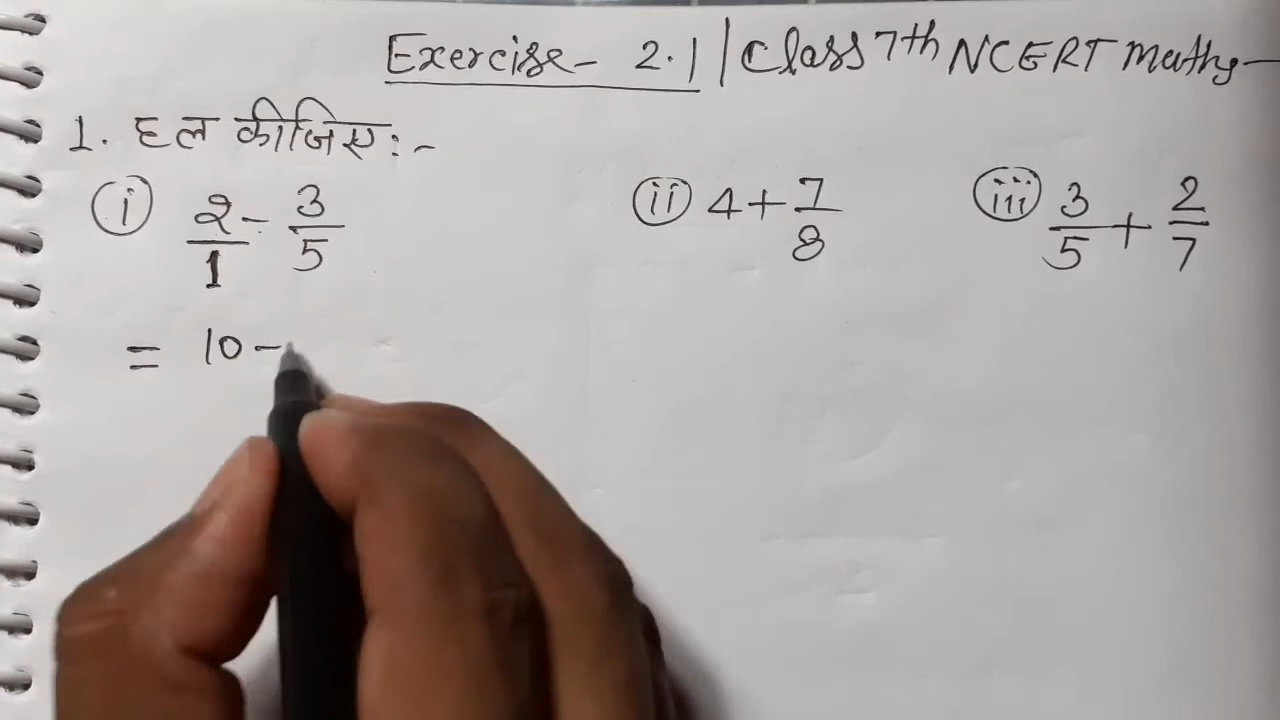 Exercise- 2.1 | Class 7th NCERT Maths-
1. हल कीजिए:-
(i) 2/1 - 3/5 (ii) 4 + 7/8 (iii) 3/5 + 2/7
= 10 -